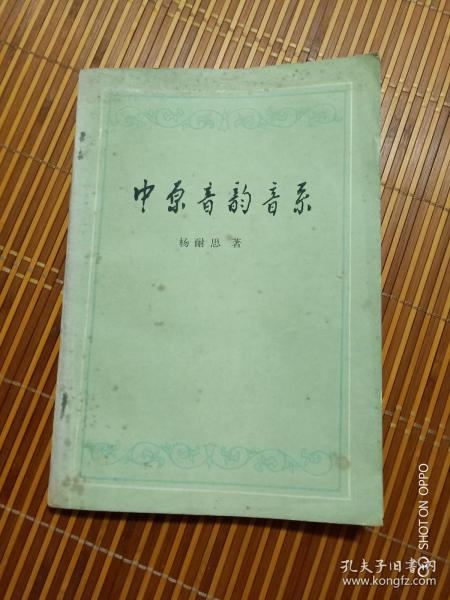 中原音韵音系
杨耐思 著
SHOT ON OPPO
孔夫子旧书网
www.kongfz.com